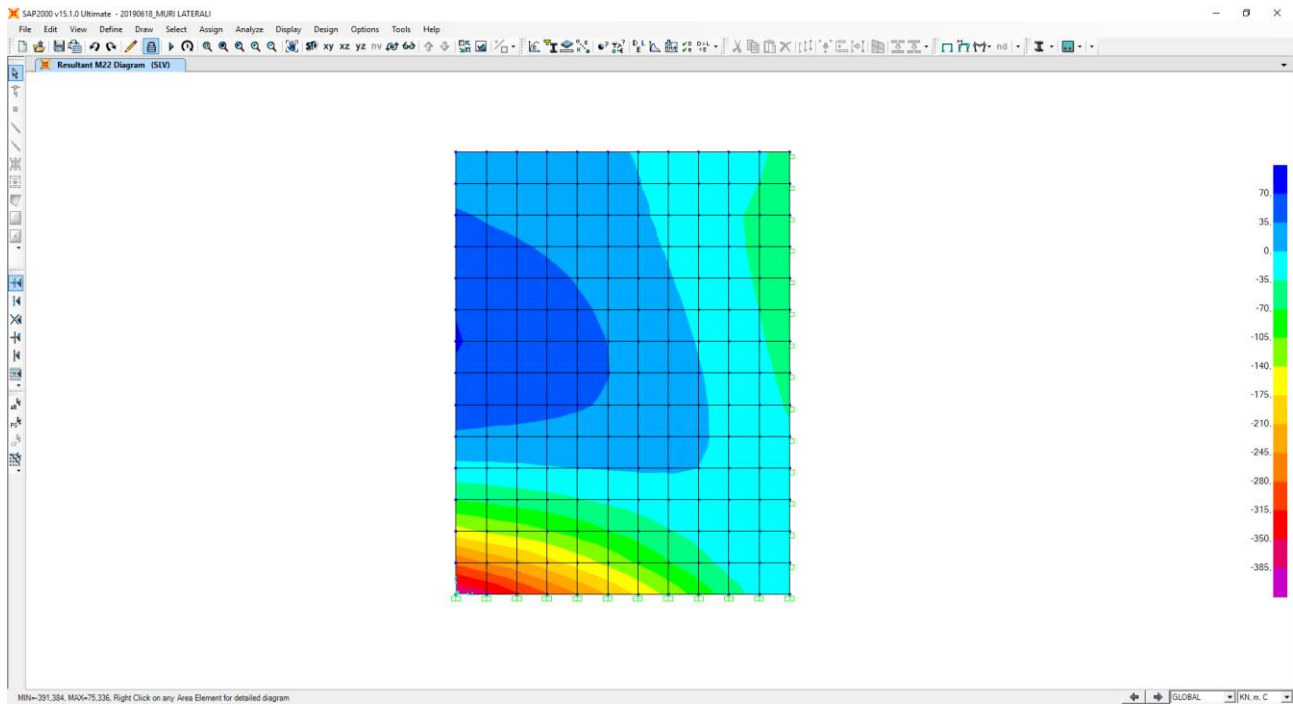 SAP2000 v15.1.0 Ultimate - 20190618_MURI LATERALI
File Edit View Define Draw Select Assign Analyze Display Design Options Tools Help
xy xz yz nv nd
Resultant M22 Diagram (SLV)
70,
35,
0,
-35,
-70,
-105,
-140,
-175,
-210,
-245,
-280,
-315,
-350,
-385,
MIN=-391,384, MAX=75,336, Right Click on any Area Element for detailed diagram
GLOBAL KN, m, C